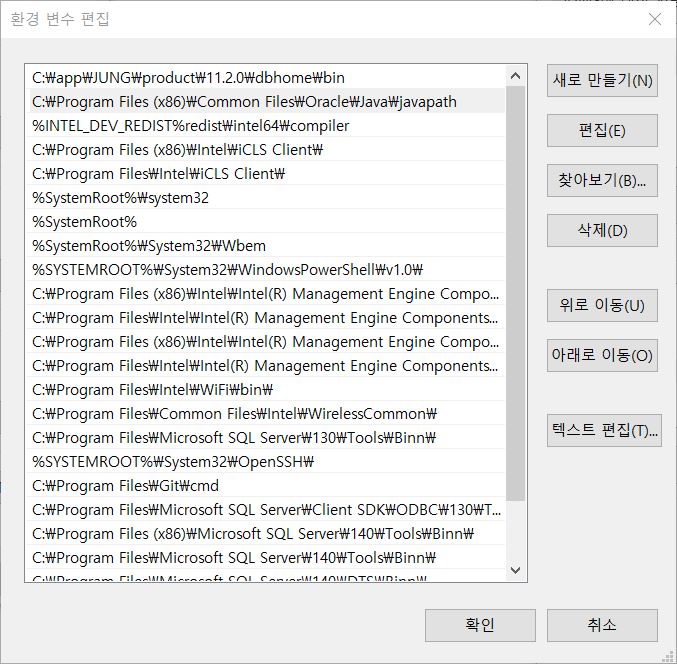 환경 변수 편집
C:₩app₩JUNG₩product₩11.2.0₩dbhome₩bin
C:₩Program Files (x86)₩Common Files₩Oracle₩Java₩javapath
%INTEL_DEV_REDIST%redist₩intel64₩compiler
C:₩Program Files (x86)₩Intel₩iCLS Client₩
C:₩Program Files₩Intel₩iCLS Client₩
%SystemRoot%₩system32
%SystemRoot%
%SystemRoot%₩System32₩Wbem
%SYSTEMROOT%₩System32₩WindowsPowerShell₩v1.0₩
C:₩Program Files (x86)₩Intel₩Intel(R) Management Engine Compo...
C:₩Program Files₩Intel₩Intel(R) Management Engine Components...
C:₩Program Files (x86)₩Intel₩Intel(R) Management Engine Compo...
C:₩Program Files₩Intel₩Intel(R) Management Engine Components...
C:₩Program Files₩Intel₩WiFi₩bin₩
C:₩Program Files₩Common Files₩Intel₩WirelessCommon₩
C:₩Program Files₩Microsoft SQL Server₩130₩Tools₩Binn₩
%SYSTEMROOT%₩System32₩OpenSSH₩
C:₩Program Files₩Git₩cmd
C:₩Program Files₩Microsoft SQL Server₩Client SDK₩ODBC₩130₩T...
C:₩Program Files (x86)₩Microsoft SQL Server₩140₩Tools₩Binn₩
C:₩Program Files₩Microsoft SQL Server₩140₩Tools₩Binn₩
C:₩Program Files₩Microsoft SQL Server₩140₩DTS₩Binn₩
새로 만들기(N)
편집(E)
찾아보기(B)...
삭제(D)
위로 이동(U)
아래로 이동(O)
텍스트 편집(T)...
확인
취소